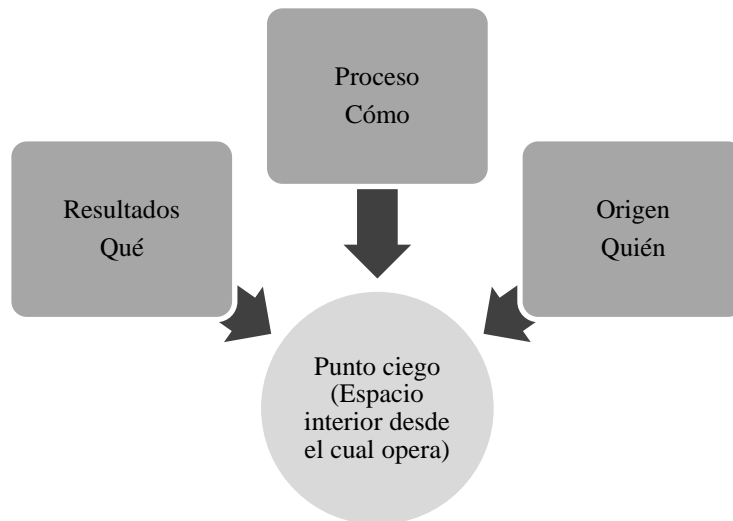 Proceso
Cómo
Resultados
Qué
Origen
Quién
Punto ciego
(Espacio
interior desde
el cual opera)